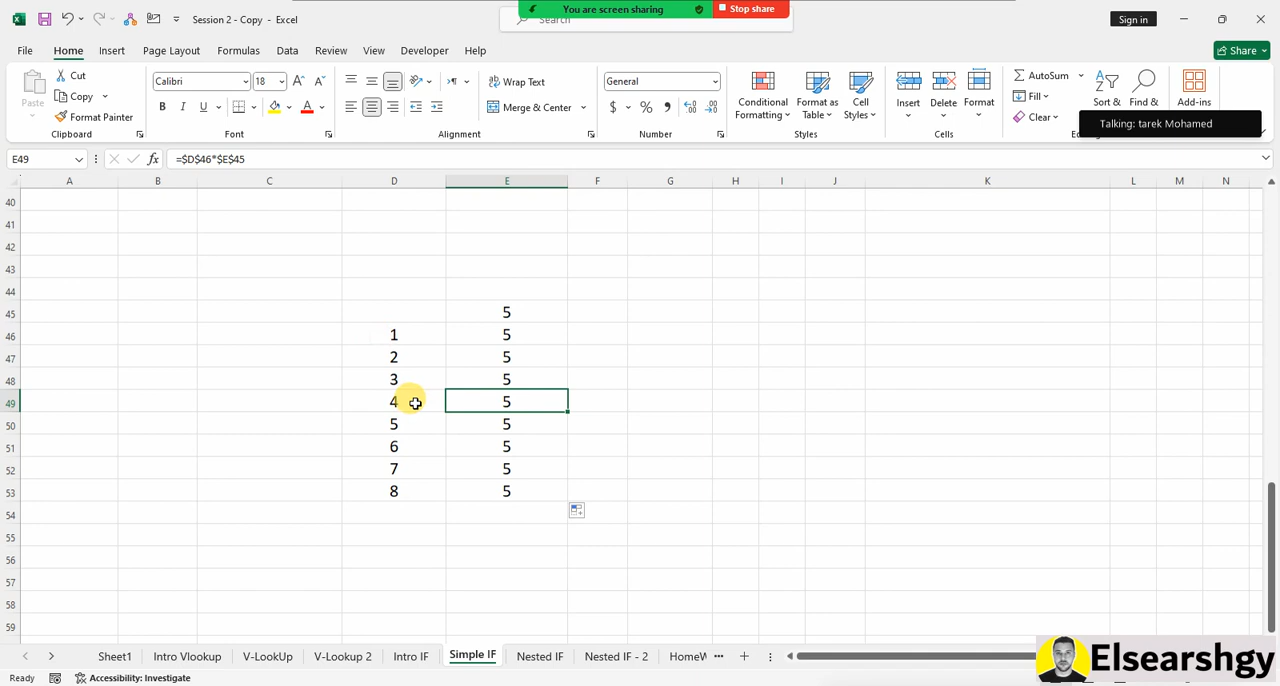 Session 2 - Copy - Excel
Search
You are screen sharing
Stop share
Sign in
File Home Insert Page Layout Formulas Data Review View Developer Help
Share
Paste
Cut
Copy
Format Painter
Clipboard
Calibri 18
B I U
Font
Wrap Text
Merge & Center
Alignment
General
$ % ,
Number
Conditional Formatting
Format as Table
Cell Styles
Styles
Insert
Delete
Format
Cells
AutoSum
Fill
Clear
Sort &
Find &
Add-ins
Talking: tarek Mohamed
E49 fx =$D$46*$E$45
A B C D E F G H I J K L M N
40
41
42
43
44
45 5
46 1 5
47 2 5
48 3 5
49 4 5
50 5 5
51 6 5
52 7 5
53 8 5
54
55
56
57
58
59
Sheet1 Intro Vlookup V-LookUp V-Lookup IF Simple IF Nested IF Nested IF - 2 HomeW ...
Ready Accessibility: Investigate
Elsearshgy